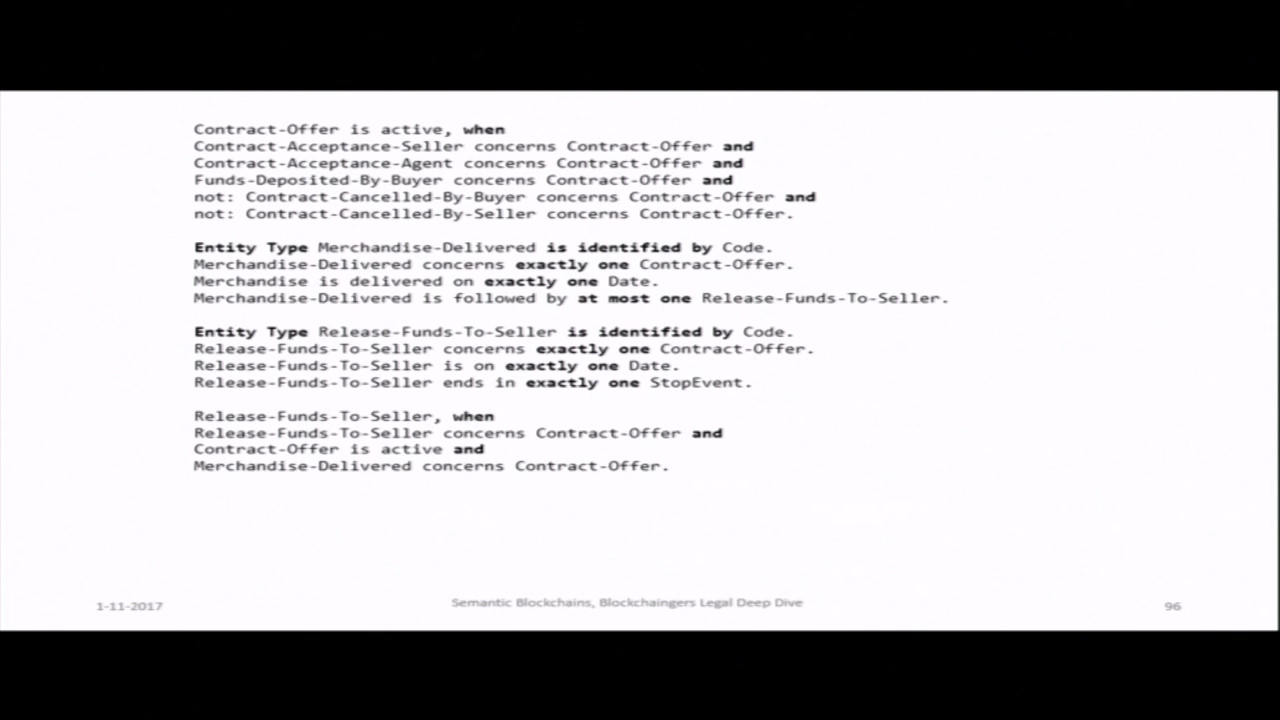 Contract-Offer is active, when
Contract-Acceptance-Seller concerns Contract-Offer and
Contract-Acceptance-Agent concerns Contract-Offer and
Funds-Deposited-By-Buyer concerns Contract-Offer and
not: Contract-Cancelled-By-Buyer concerns Contract-Offer and
not: Contract-Cancelled-By-Seller concerns Contract-Offer.
Entity Type Merchandise-Delivered is identified by Code.
Merchandise-Delivered concerns exactly one Contract-Offer.
Merchandise is delivered on exactly one Date.
Merchandise-Delivered is followed by at most one Release-Funds-To-Seller.
Entity Type Release-Funds-To-Seller is identified by Code.
Release-Funds-To-Seller concerns exactly one Contract-Offer.
Release-Funds-To-Seller is on exactly one Date.
Release-Funds-To-Seller ends in exactly one StopEvent.
Release-Funds-To-Seller, when
Release-Funds-To-Seller concerns Contract-Offer and
Contract-Offer is active and
Merchandise-Delivered concerns Contract-Offer.
1-11-2017
Semantic Blockchains, Blockchaingers Legal Deep Dive
96